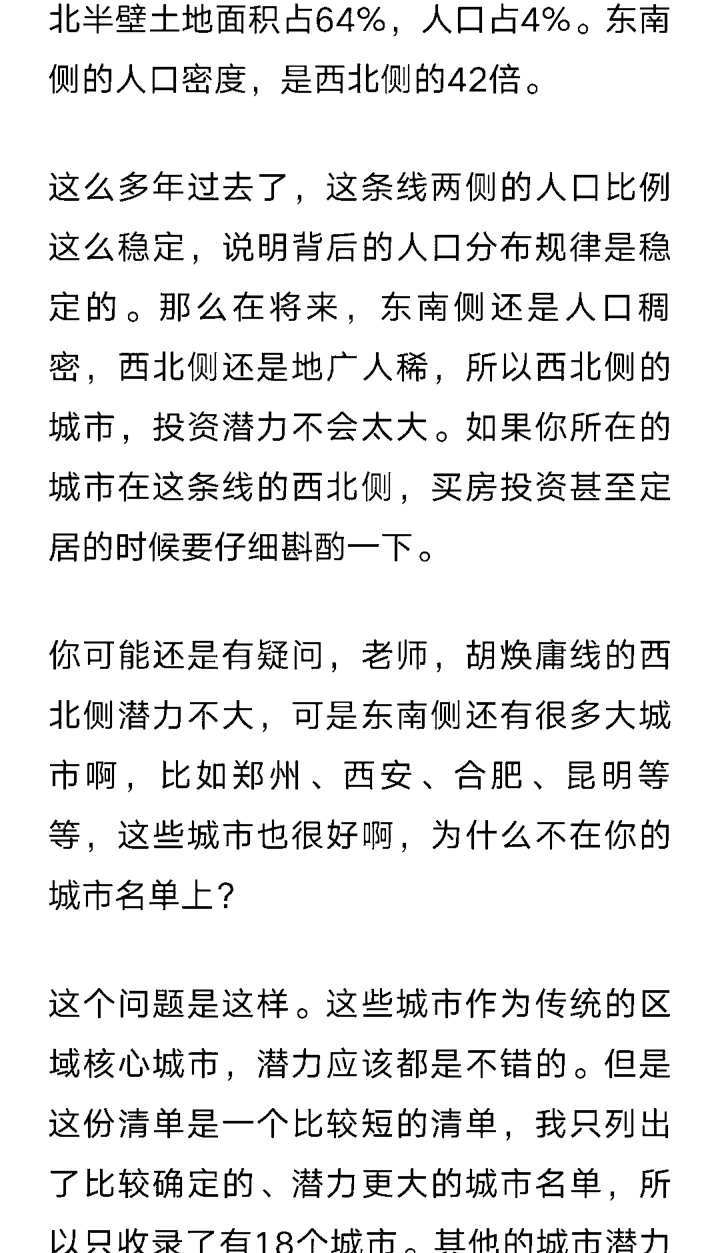 北半壁土地面积占64%，人口占4%。东南
侧的人口密度，是西北侧的42倍。
这么多年过去了，这条线两侧的人口比例
这么稳定，说明背后的人口分布规律是稳
定的。那么在将来，东南侧还是人口稠
密，西北侧还是地广人稀，所以西北侧的
城市，投资潜力不会太大。如果你所在的
城市在这条线的西北侧，买房投资甚至定
居的时候要仔细斟酌一下。
你可能还是有疑问，老师，胡焕庸线的西
北侧潜力不大，可是东南侧还有很多大城
市啊，比如郑州、西安、合肥、昆明等
等，这些城市也很好啊，为什么不在你的
城市名单上？
这个问题是这样。这些城市作为传统的区
域核心城市，潜力应该都是不错的。但是
这份清单是一个比较短的清单，我只列出
了比较确定的、潜力更大的城市名单，所
以只收录了有18个城市。其他的城市潜力